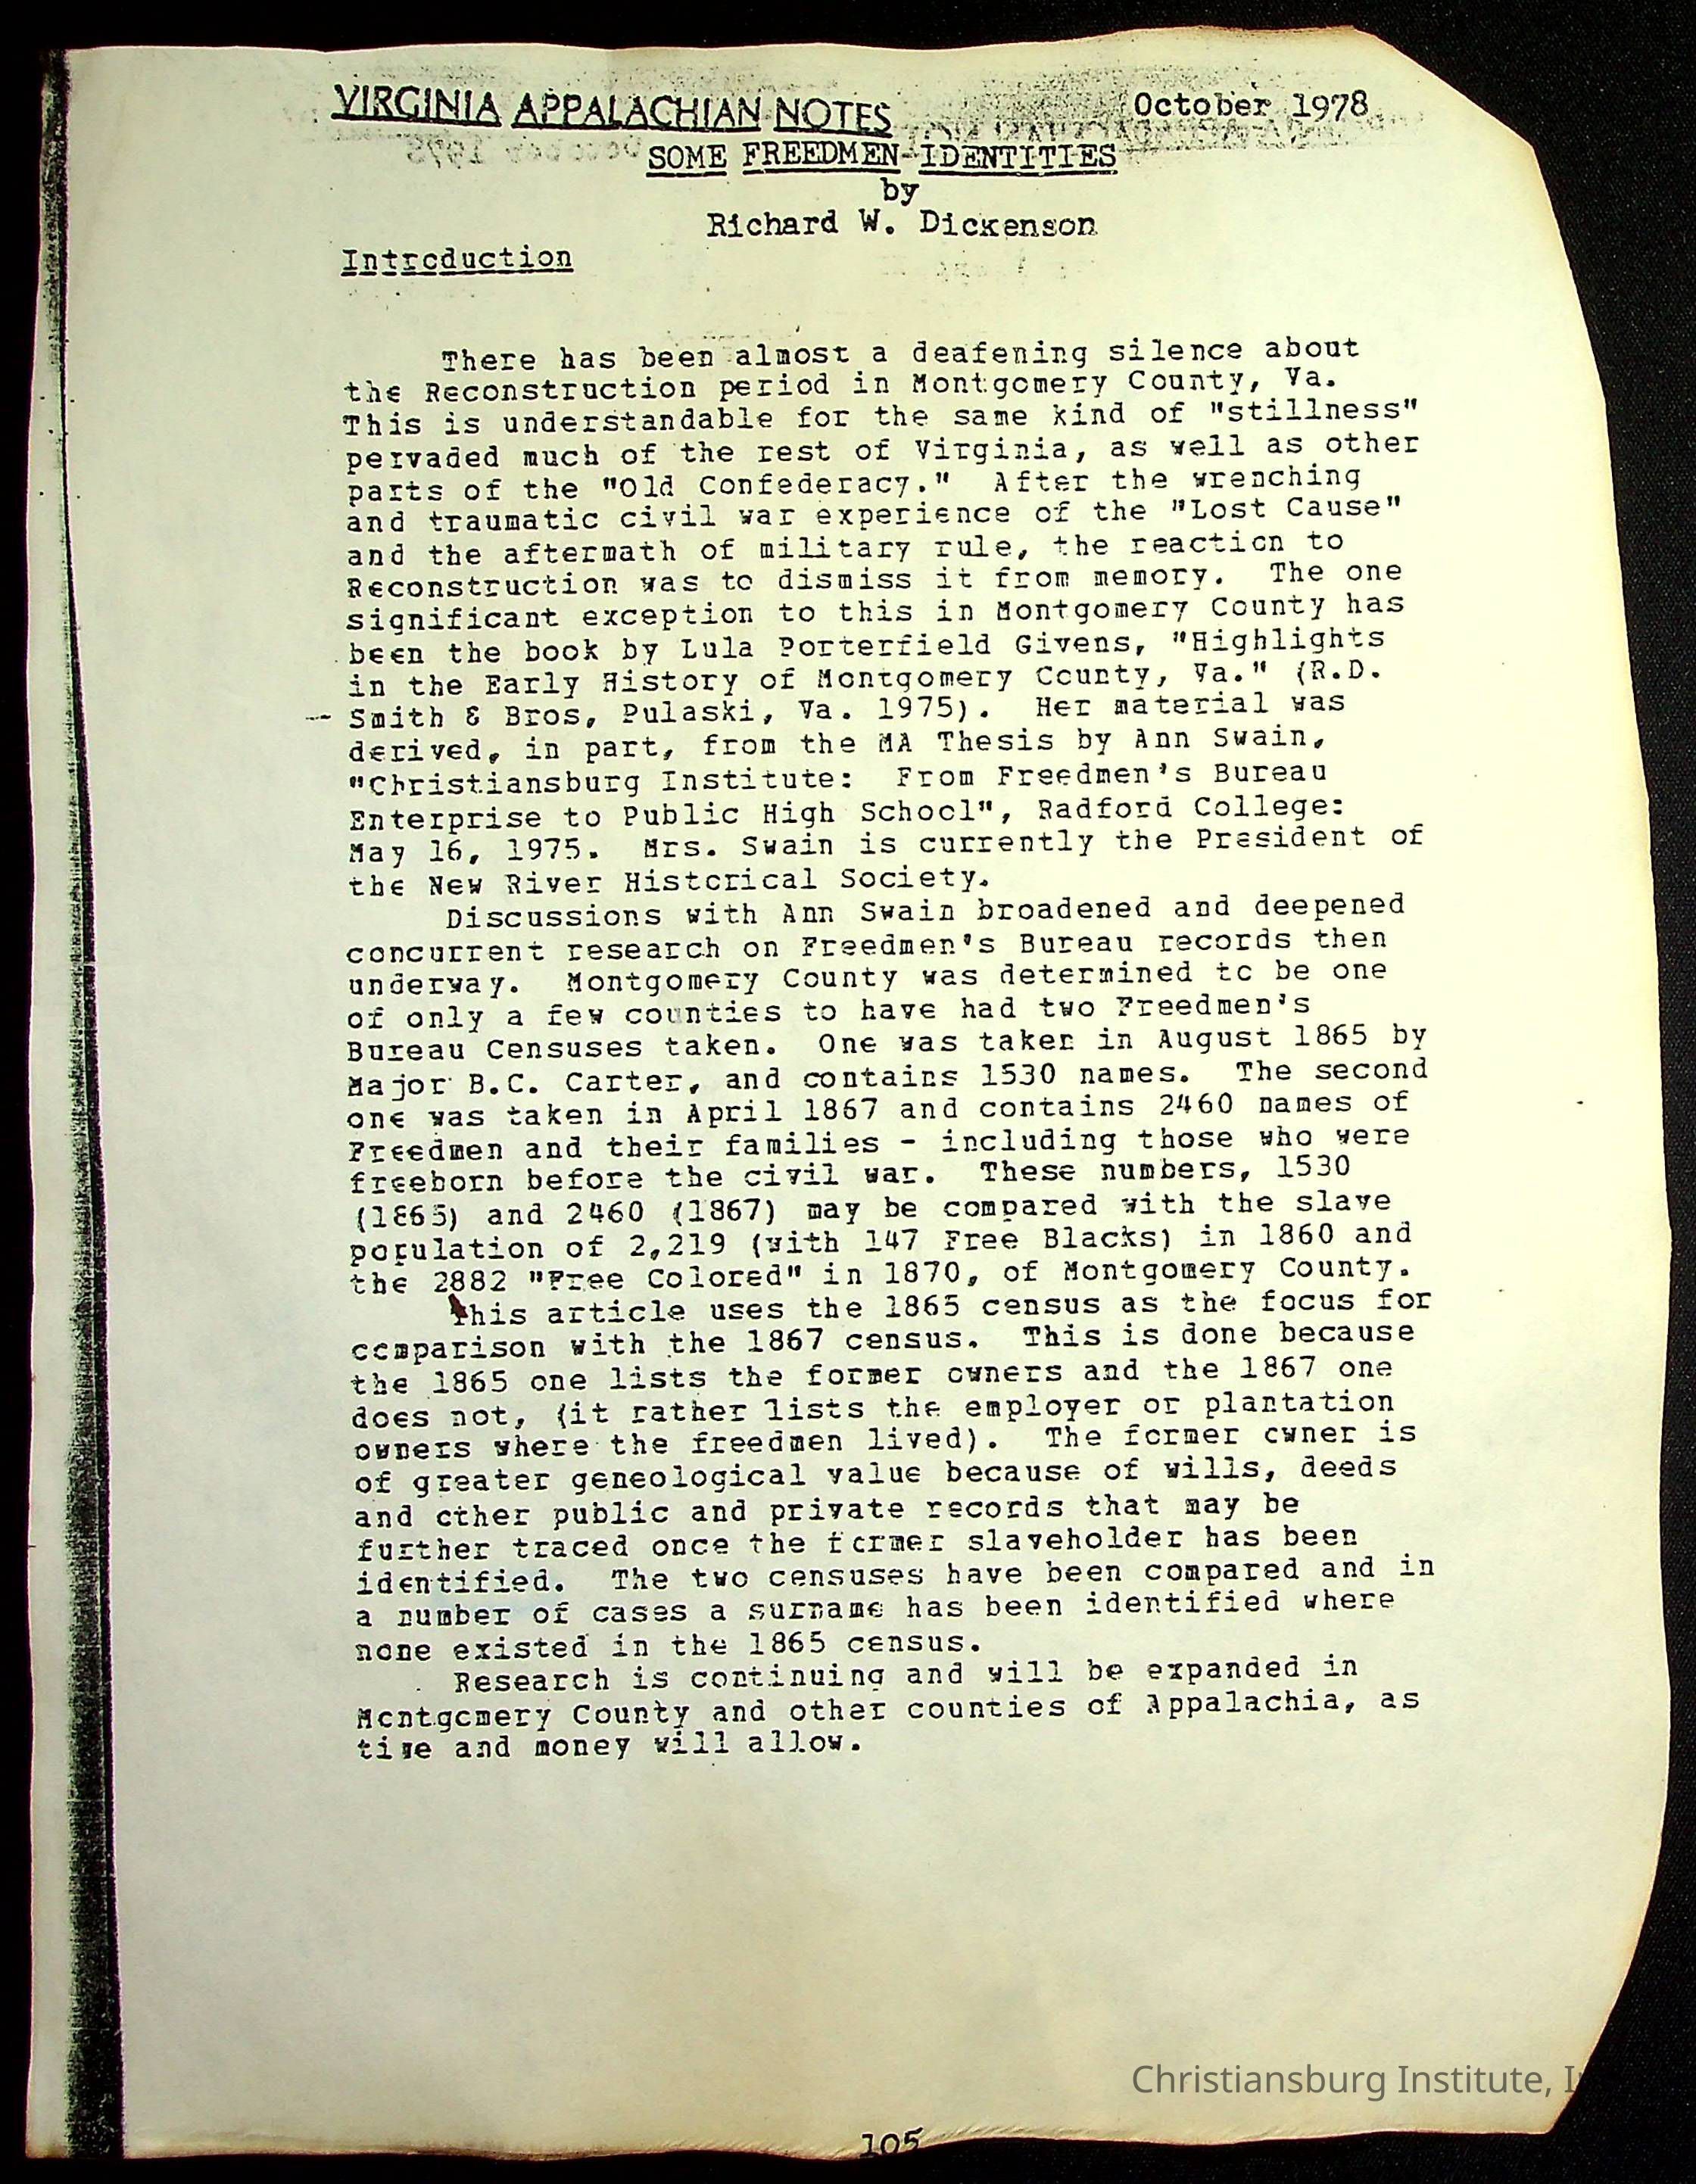 VIRGINIA APPALACHIAN NOTES October 1978
SOME FREEDMEN-IDENTITIES
by
Richard W. Dickenson
Introduction
There has been almost a deafening silence about
the Reconstruction period in Montgomery County, Va.
This is understandable for the same kind of "stillness"
pervaded much of the rest of Virginia, as well as other
parts of the "Old Confederacy." After the wrenching
and traumatic civil war experience of the "Lost Cause"
and the aftermath of military rule, the reaction to
Reconstruction was to dismiss it from memory. The one
significant exception to this in Montgomery County has
been the book by Lula Porterfield Givens, "Highlights
in the Early History of Montgomery County, Va." (R.D.
Smith & Bros, Pulaski, Va. 1975). Her material was
derived, in part, from the MA Thesis by Ann Swain,
"Christiansburg Institute: From Freedmen's Bureau
Enterprise to Public High School", Radford College:
May 16, 1975. Mrs. Swain is currently the President of
the New River Historical Society.
Discussions with Ann Swain broadened and deepened
concurrent research on Freedmen's Bureau records then
underway. Montgomery County was determined to be one
of only a few counties to have had two Freedmen's
Bureau Censuses taken. One was taken in August 1865 by
Major B.C. Carter, and contains 1530 names. The second
one was taken in April 1867 and contains 2460 names of
Freedmen and their families - including those who were
freeborn before the civil war. These numbers, 1530
(1865) and 2460 (1867) may be compared with the slave
population of 2,219 (with 147 Free Blacks) in 1860 and
the 2882 "Free Colored" in 1870, of Montgomery County.
This article uses the 1865 census as the focus for
comparison with the 1867 census. This is done because
the 1865 one lists the former owners and the 1867 one
does not, (it rather lists the employer or plantation
owners where the freedmen lived). The former owner is
of greater geneological value because of wills, deeds
and other public and private records that may be
further traced once the former slaveholder has been
identified. The two censuses have been compared and in
a number of cases a surname has been identified where
none existed in the 1865 census.
Research is continuing and will be expanded in
Montgomery County and other counties of Appalachia, as
time and money will allow.
Christiansburg Institute,
105